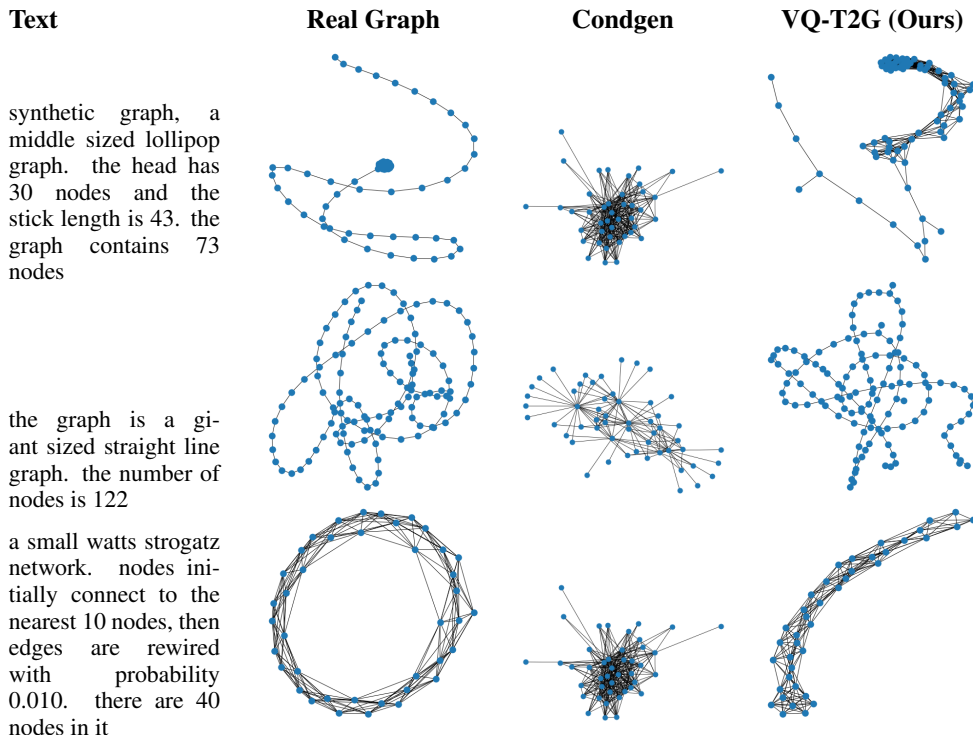 Text Real Graph Condgen VQ-T2G (Ours)
synthetic graph, a
middle sized lollipop
graph. the head has
30 nodes and the
stick length is 43. the
graph contains 73
nodes
the graph is a gi-
ant sized straight line
graph. the number of
nodes is 122
a small watts strogatz
network. nodes ini-
tially connect to the
nearest 10 nodes, then
edges are rewired
with probability
0.010. there are 40
nodes in it